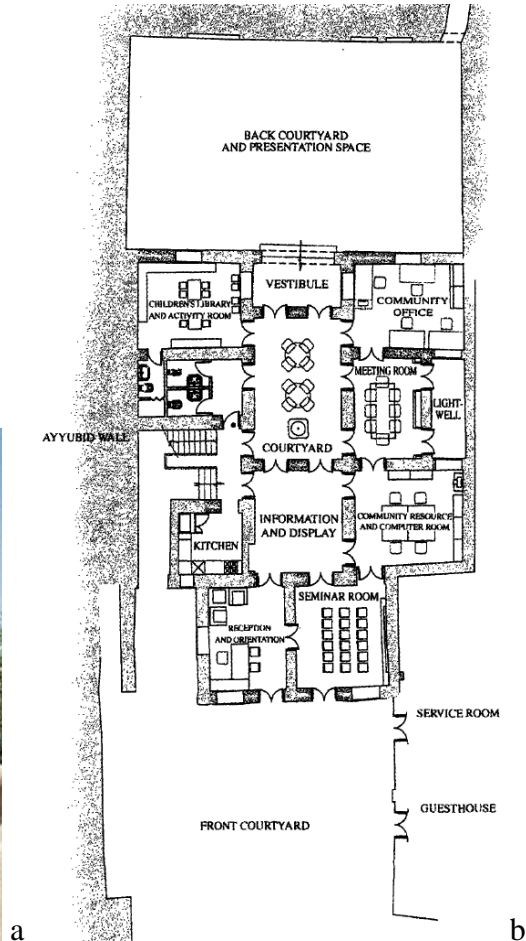 BACK COURTYARD
AND PRESENTATION SPACE
VESTIBULE
CHILDREN'S LIBRARY
AND ACTIVITY ROOM
COMMUNITY
OFFICE
MEETING ROOM
LIGHT-
WELL
AYYUBID WALL
COURTYARD
INFORMATION
AND DISPLAY
COMMUNITY RESOURCE
AND COMPUTER ROOM
KITCHEN
SEMINAR ROOM
RECEPTION
AND ORIENTATION
SERVICE ROOM
GUESTHOUSE
FRONT COURTYARD
a
b